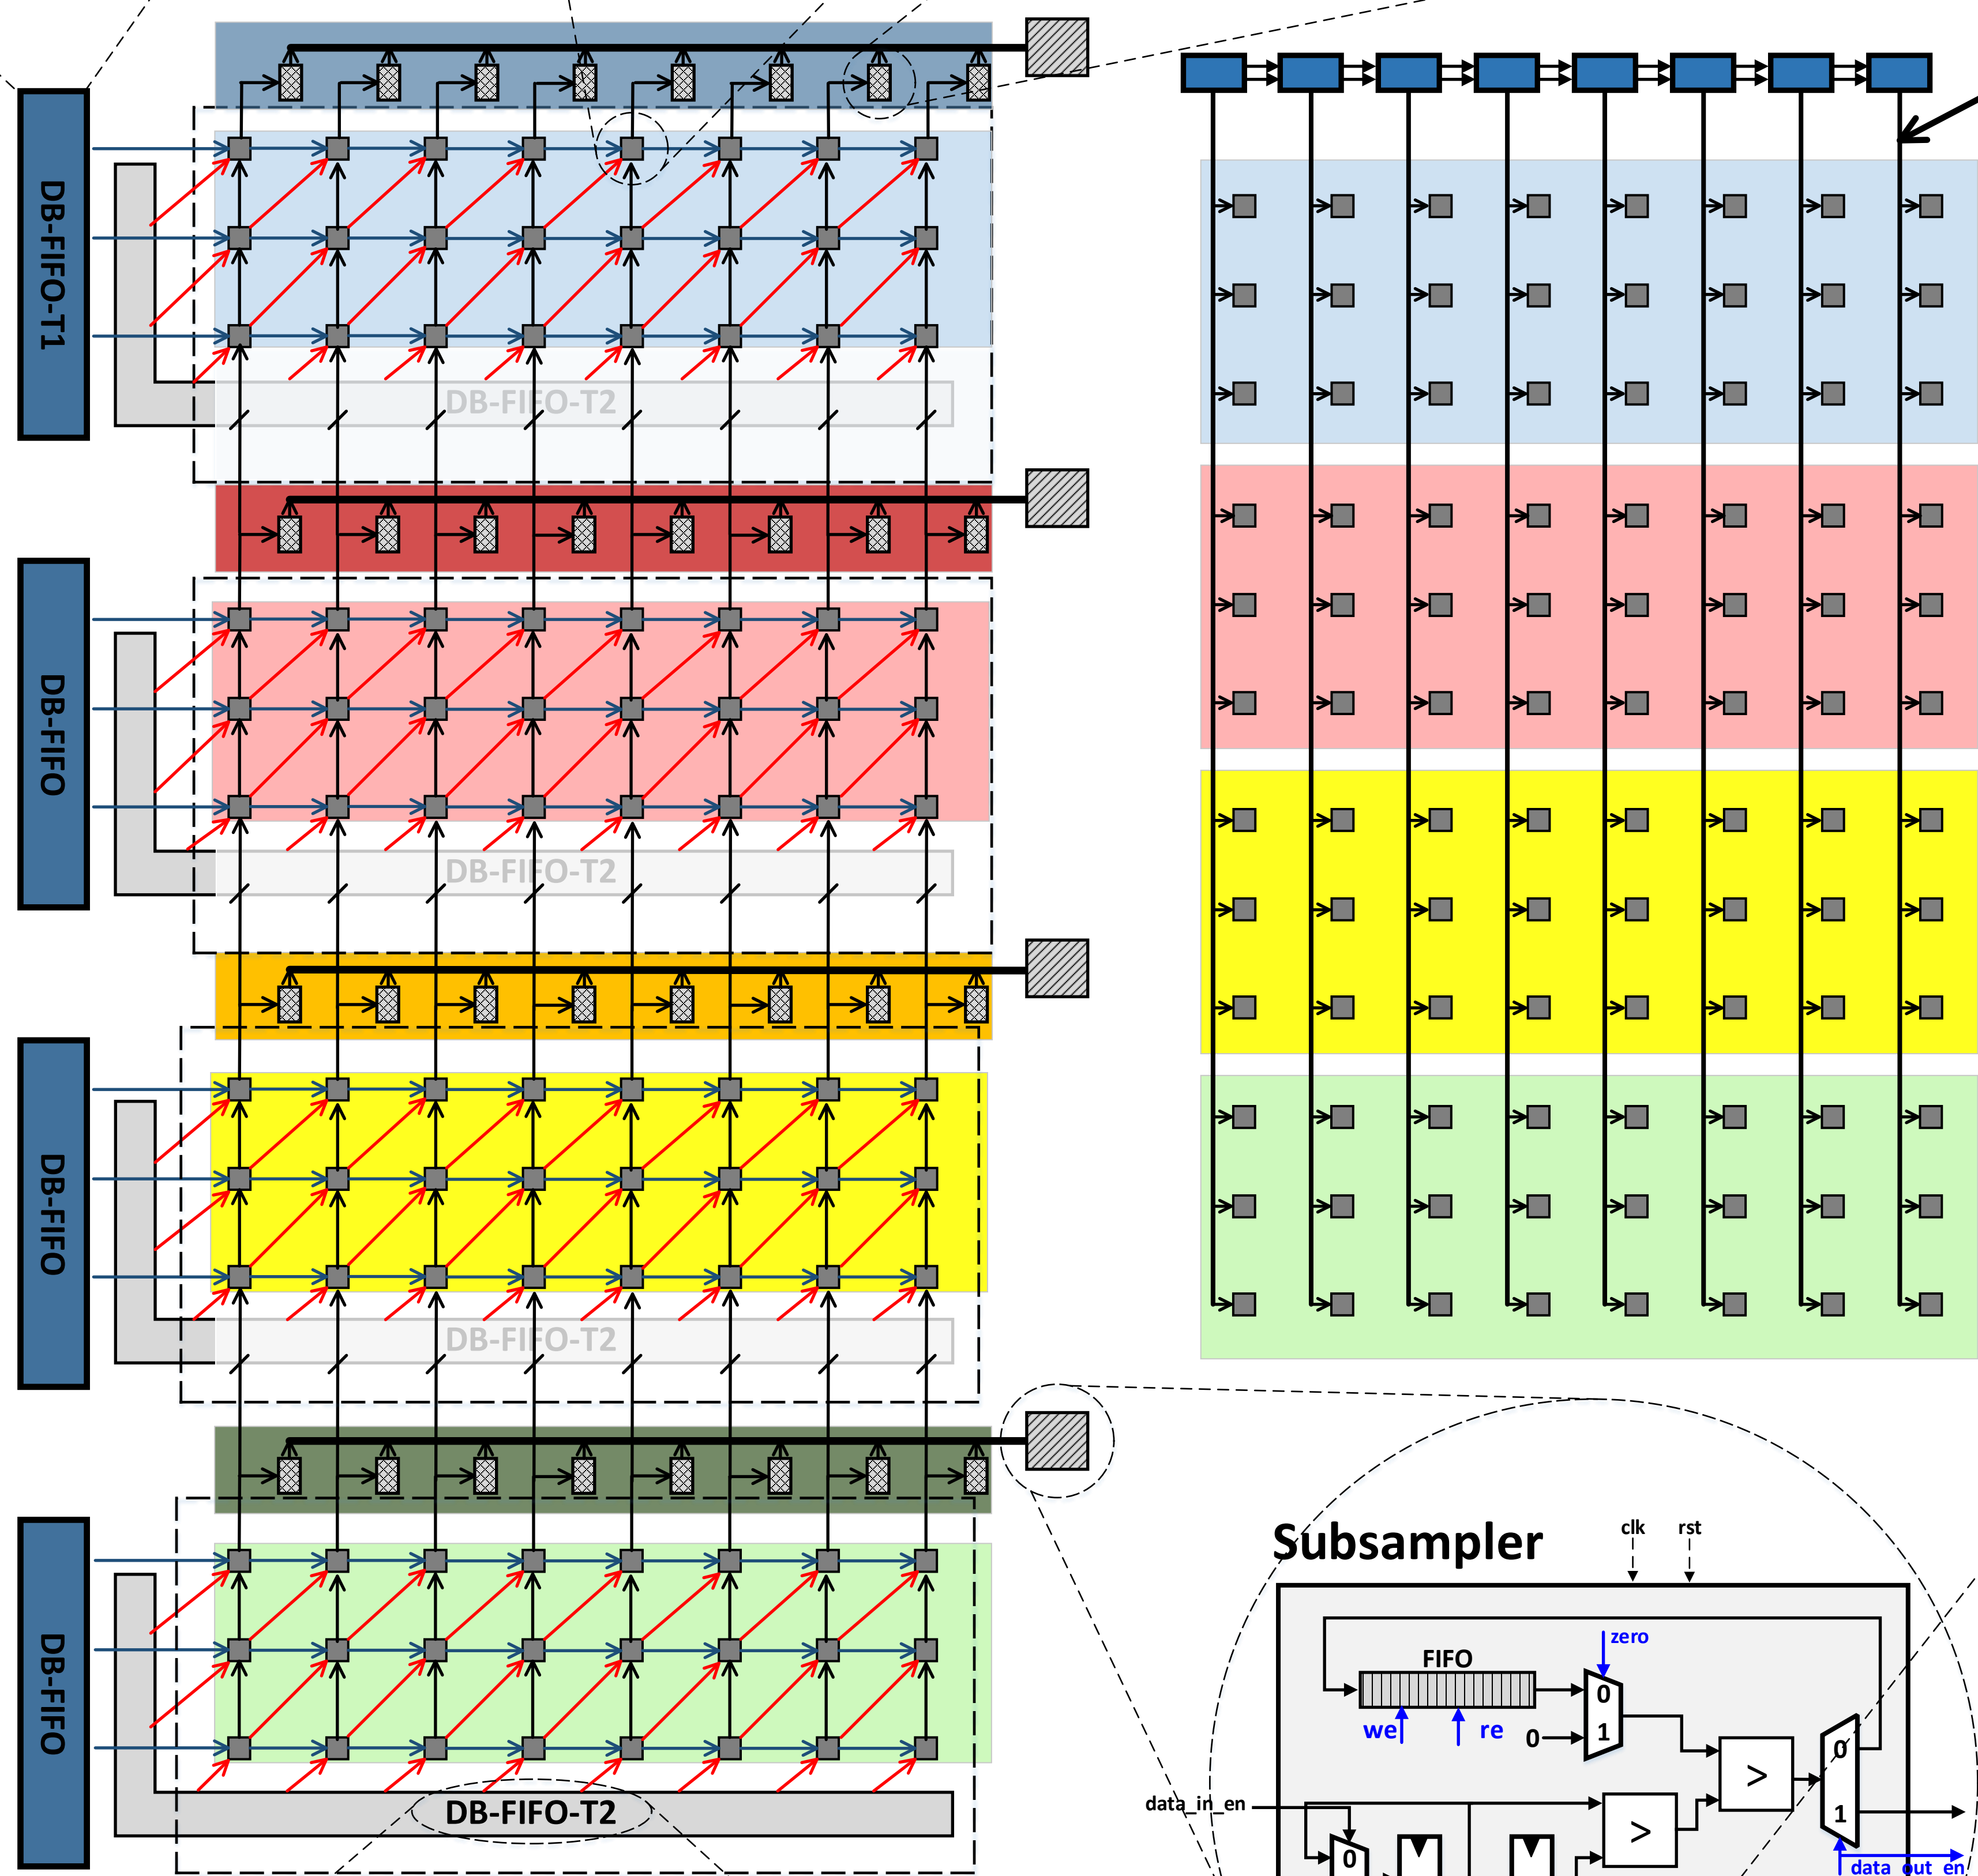 DB-FIFO-T1
DB-FIFO-T2
DB-FIFO
DB-FIFO-T2
DB-FIFO
DB-FIFO-T2
DB-FIFO
DB-FIFO-T2
Subsampler
clk rst
zero
FIFO
0
we re
0
1
>
0
data_in_en
>
1
0
data_out_en